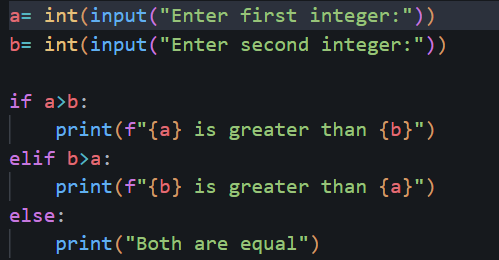 a= int(input("Enter first integer:"))
b= int(input("Enter second integer:"))
if a>b:
    print(f"{a} is greater than {b}")
elif b>a:
    print(f"{b} is greater than {a}")
else:
    print("Both are equal")